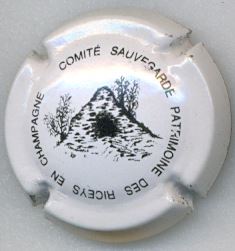 COMITÉ SAUVEGARDE PATRIMOINE DES RICEYS EN CHAMPAGNE